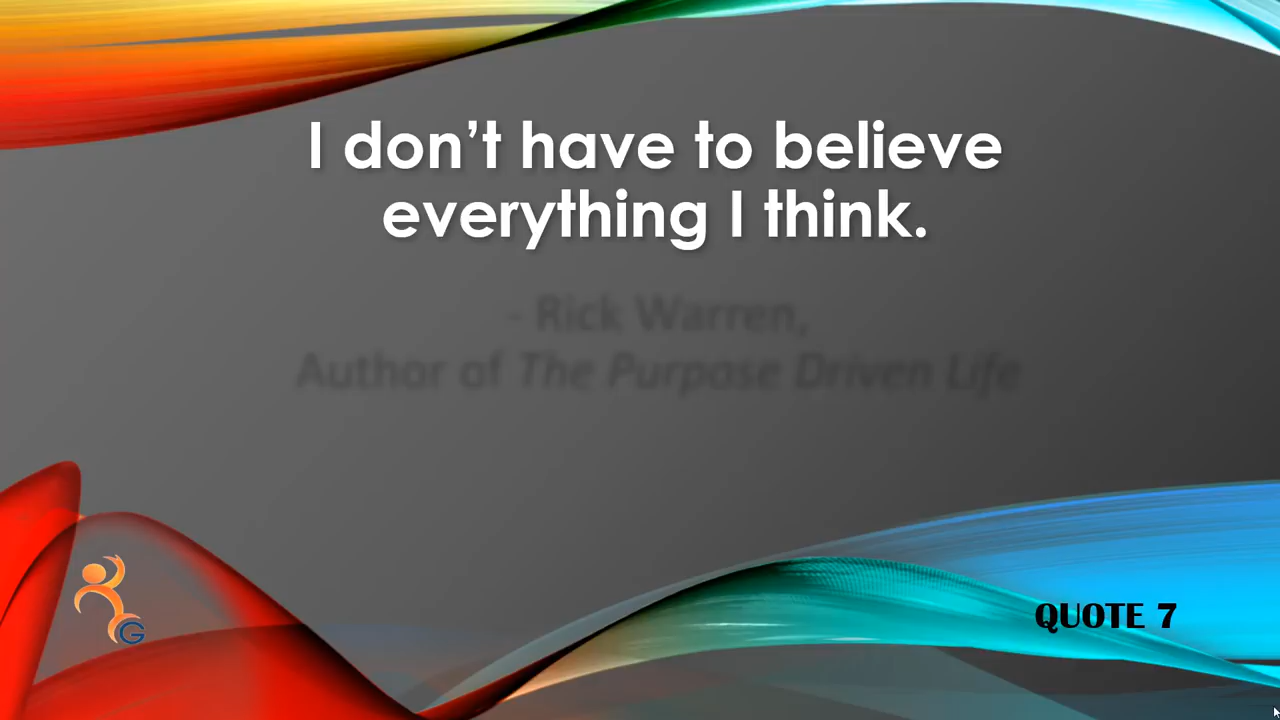 I don’t have to believe
everything I think.
- Rick Warren,
Author of The Purpose Driven Life
G
QUOTE 7